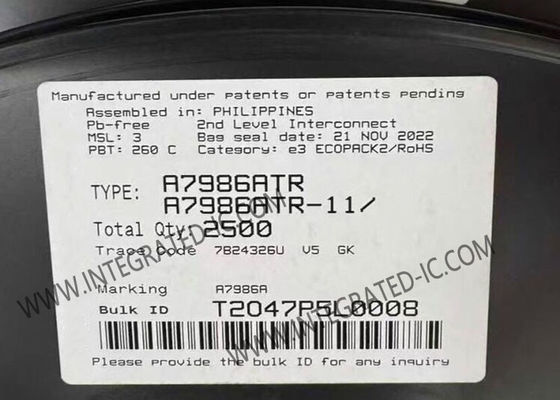 Manufactured under patents or patents pending
Assembled in: PHILIPPINES
Pb-free 2nd Level Interconnect
MSL: 3 Bag seal date: 21 NOV 2022
PBT: 260 C Category: e3 ECOPACK2/RoHS
TYPE: A7986ATR
A7986ATR-11/
Total Qty: 2500
Trace Code 7B24326U V5 GK
Marking A7986A
Bulk ID T2047P5L0008
Please provide the bulk ID for any inquiry
WWW.INTEGRATED-IC.COM
WWW.INTEGRATED-IC.COM